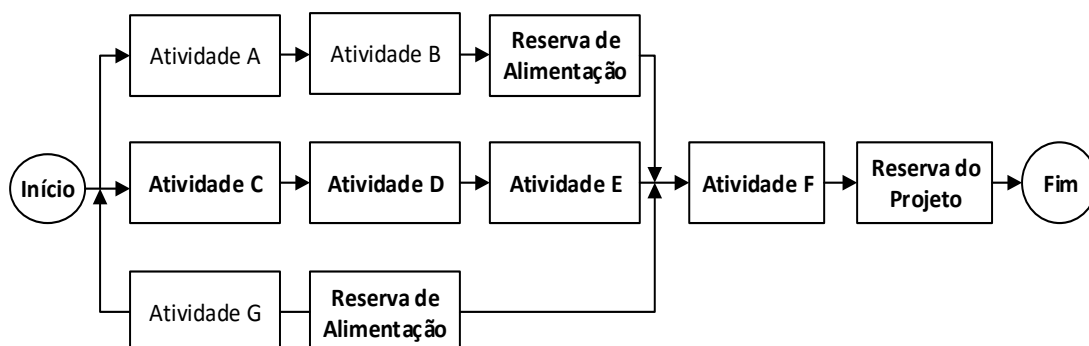 Atividade A
Atividade B
Reserva de
Alimentação
Início
Atividade C
Atividade D
Atividade E
Atividade F
Reserva do
Projeto
Fim
Atividade G
Reserva de
Alimentação